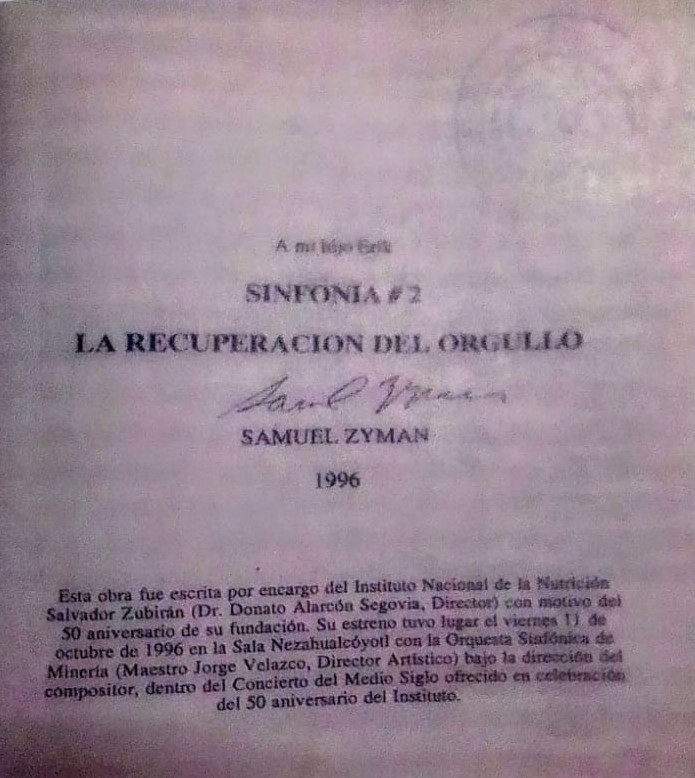 A mi hijo Erik
SINFONIA # 2
LA RECUPERACION DEL ORGULLO
Samuel Zyman
SAMUEL ZYMAN
1996
Esta obra fue escrita por encargo del Instituto Nacional de la Nutrición
Salvador Zubirán (Dr. Donato Alarcón Segovia, Director) con motivo del
50 aniversario de su fundación. Su estreno tuvo lugar el viernes 11 de
octubre de 1996 en la Sala Nezahualcóyotl con la Orquesta Sinfónica de
Minería (Maestro Jorge Velazco, Director Artístico) bajo la dirección del
compositor, dentro del Concierto del Medio Siglo ofrecido en celebración
del 50 aniversario del Instituto.